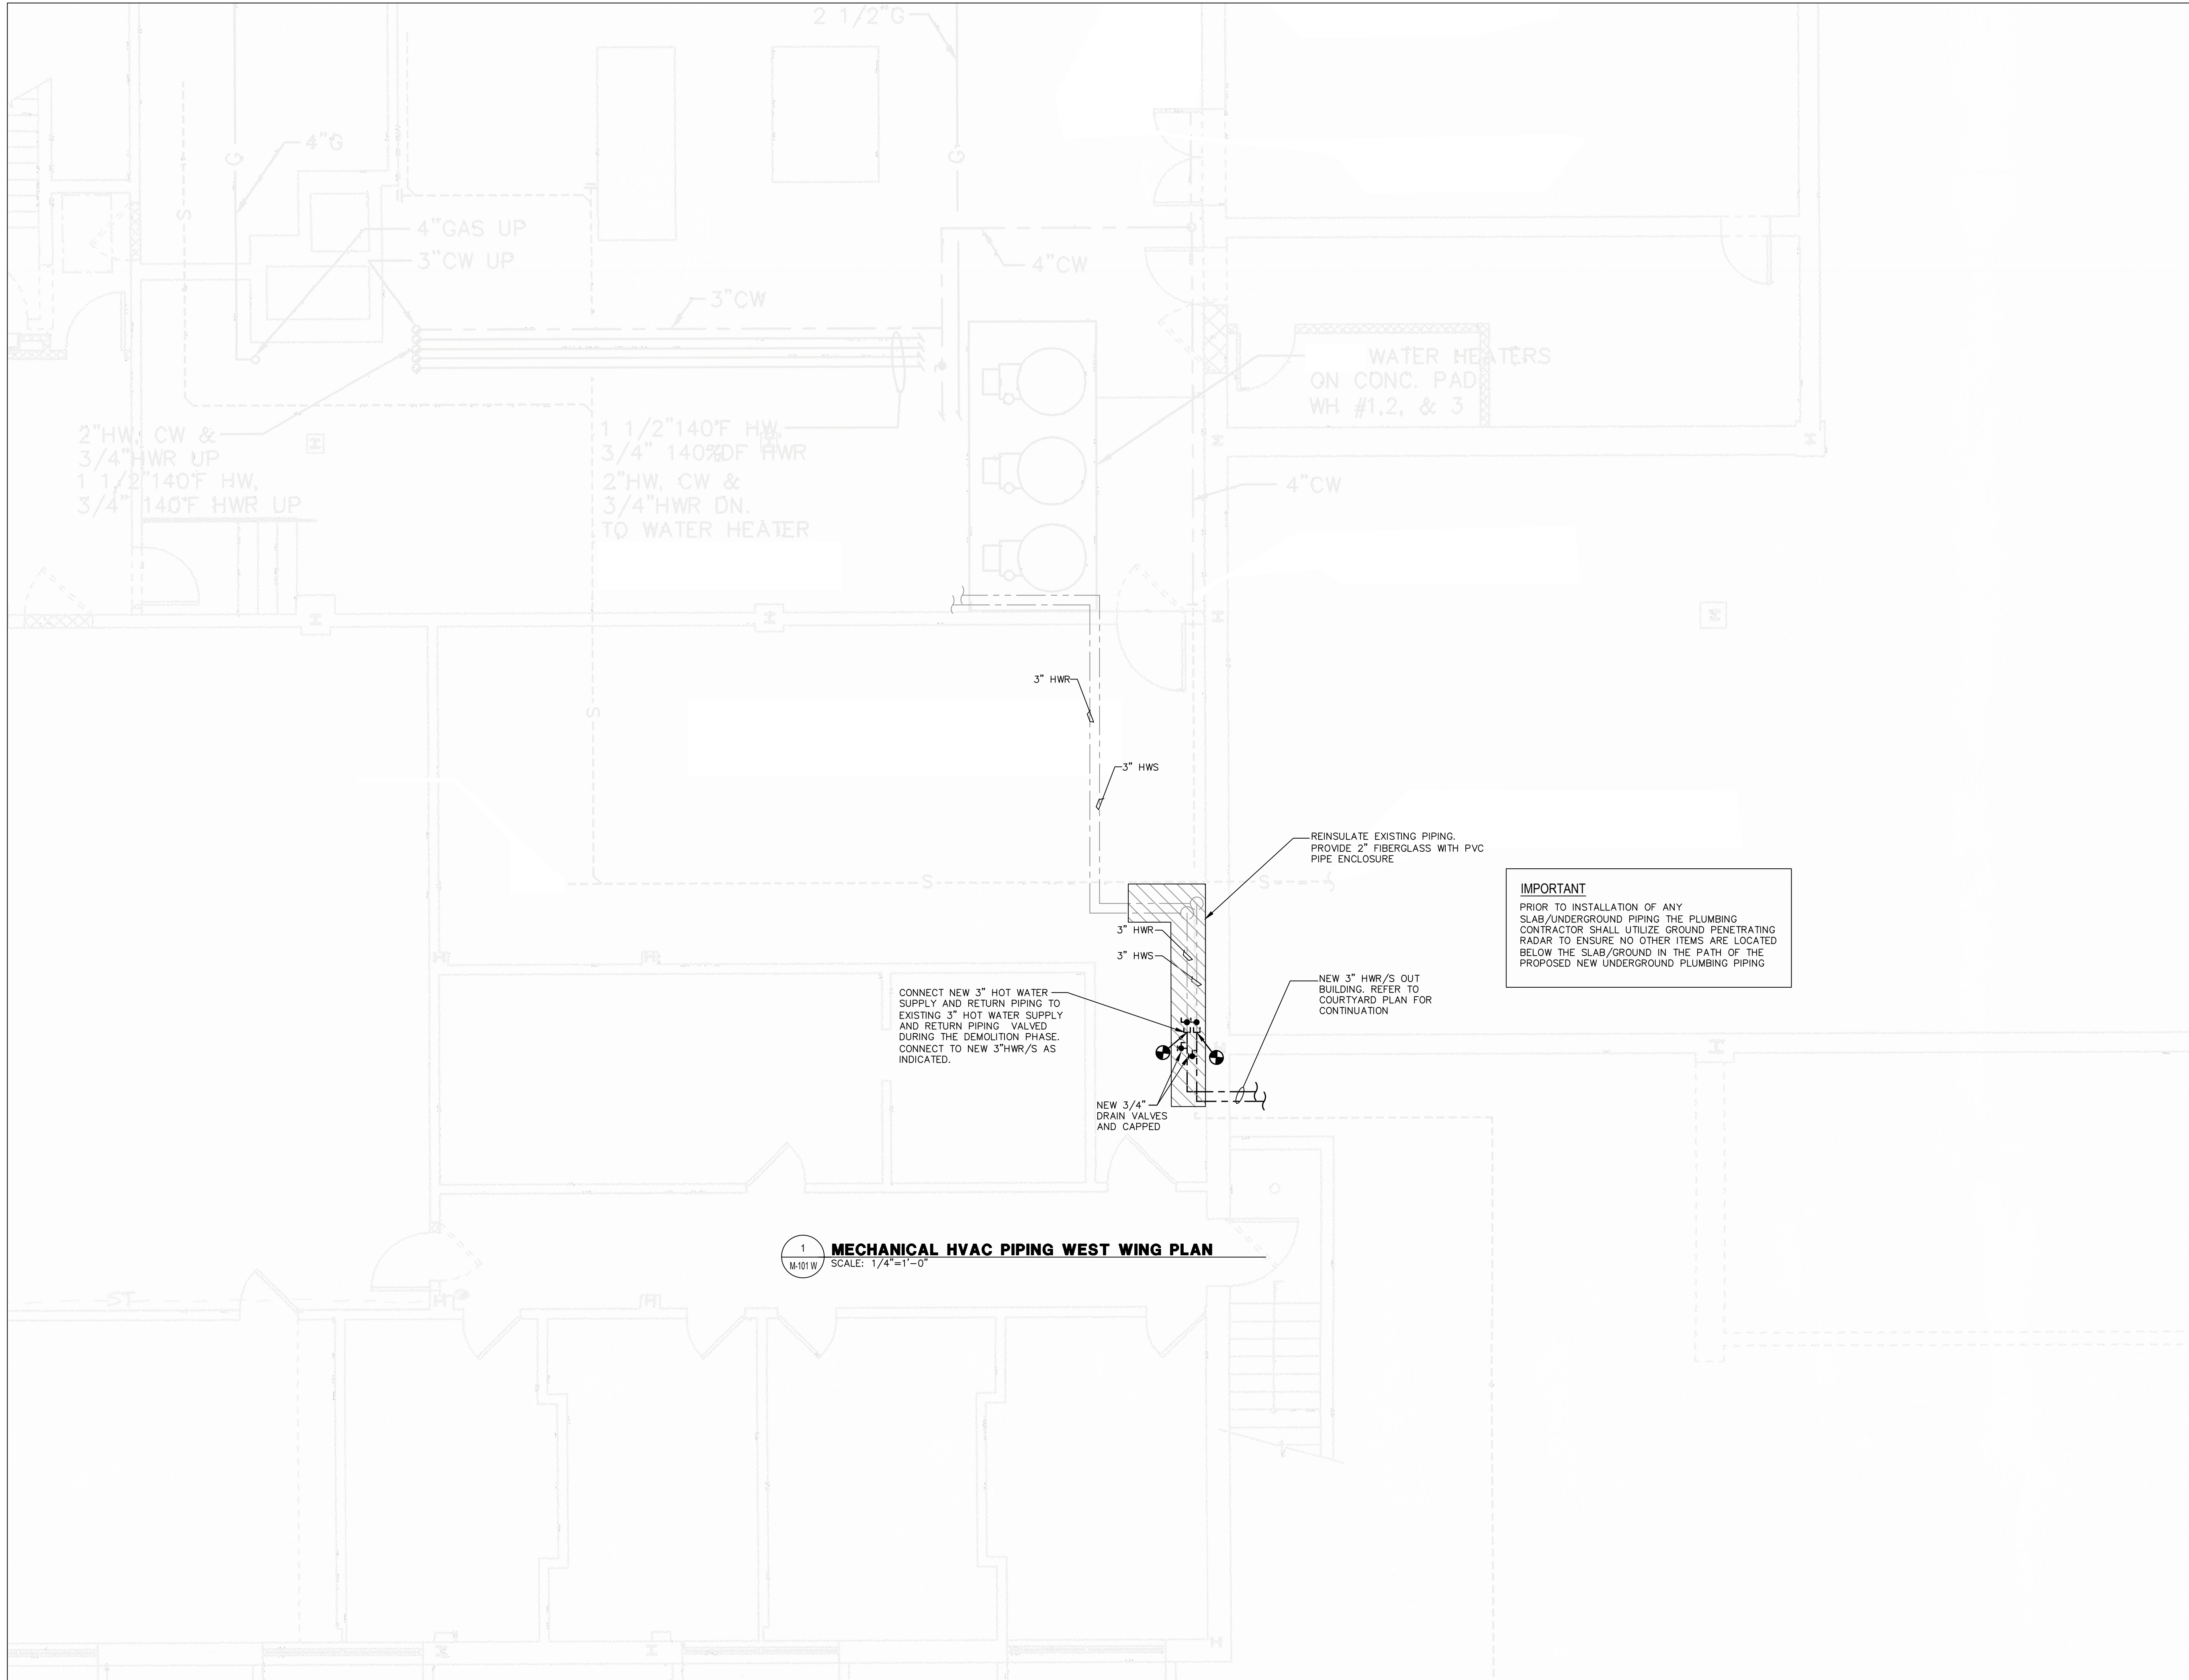 2 1/2"G
4"G
G
G
S
4"GAS UP
3"CW UP
4"CW
3"CW
WATER HEATERS
ON CONC. PAD
WH #1,2, & 3
2"HW, CW &
3/4"HWR UP
1 1/2"140°F HW,
3/4" 140°F HWR UP
1 1/2"140°F HW,
3/4" 140%DF HWR
2"HW, CW &
3/4"HWR DN.
TO WATER HEATER
4"CW
3" HWR
S
3" HWS
REINSULATE EXISTING PIPING.
PROVIDE 2" FIBERGLASS WITH PVC
PIPE ENCLOSURE
S
S
IMPORTANT
PRIOR TO INSTALLATION OF ANY
SLAB/UNDERGROUND PIPING THE PLUMBING
CONTRACTOR SHALL UTILIZE GROUND PENETRATING
RADAR TO ENSURE NO OTHER ITEMS ARE LOCATED
BELOW THE SLAB/GROUND IN THE PATH OF THE
PROPOSED NEW UNDERGROUND PLUMBING PIPING
3" HWR
3" HWS
NEW 3" HWR/S OUT
BUILDING. REFER TO
COURTYARD PLAN FOR
CONTINUATION
CONNECT NEW 3" HOT WATER
SUPPLY AND RETURN PIPING TO
EXISTING 3" HOT WATER SUPPLY
AND RETURN PIPING VALVED
DURING THE DEMOLITION PHASE.
CONNECT TO NEW 3"HWR/S AS
INDICATED.
NEW 3/4"
DRAIN VALVES
AND CAPPED
1
M-101 W
MECHANICAL HVAC PIPING WEST WING PLAN
SCALE: 1/4"=1'-0"
ST